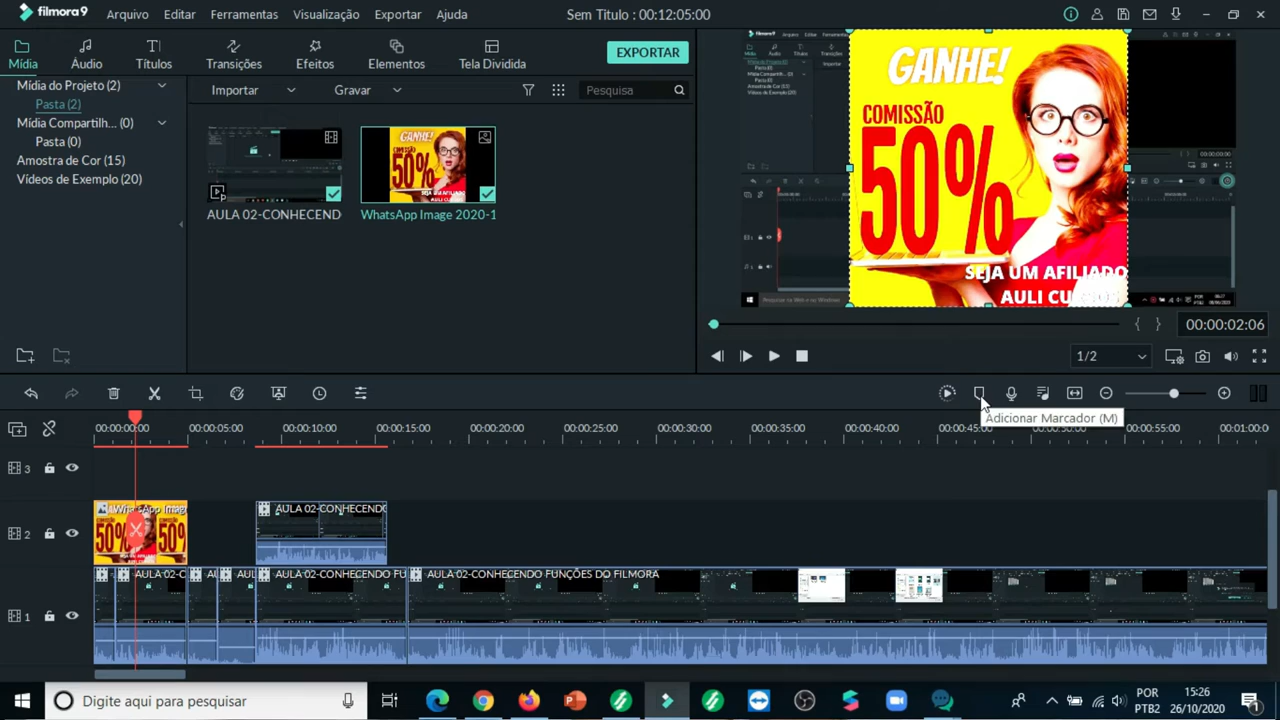 filmora9
Arquivo Editar Ferramentas Visualização Exportar Ajuda
Sem Titulo : 00:12:05:00
Mídia Áudio Títulos Transições Efeitos Elementos Tela Dividida
EXPORTAR
Mídia do Projeto (2)
Pasta (2)
Mídia Compartilh... (0)
Pasta (0)
Amostra de Cor (15)
Vídeos de Exemplo (20)
Importar Gravar Pesquisa
AULA 02-CONHECEND
WhatsApp Image 2020-1
GANHE!
COMISSÃO
50%
SEJA UM AFILIADO
00:00:02:06
1/2
Adicionar Marcador (M)
00:00:00:00 00:00:05:00 00:00:10:00 00:00:15:00 00:00:20:00 00:00:25:00 00:00:30:00 00:00:35:00 00:00:40:00 00:00:45:00 00:00:50:00 00:00:55:00 00:01:00:0
3
2
WhatsApp Imag
AULA 02-CONHECENDO
1
AULA 02-C
AUL
AULA 02-CONHECENDO FU
AULA 02-CONHECENDO FUNÇÕES DO FILMORA
Digite aqui para pesquisar
POR
PTB2
15:26
26/10/2020
1